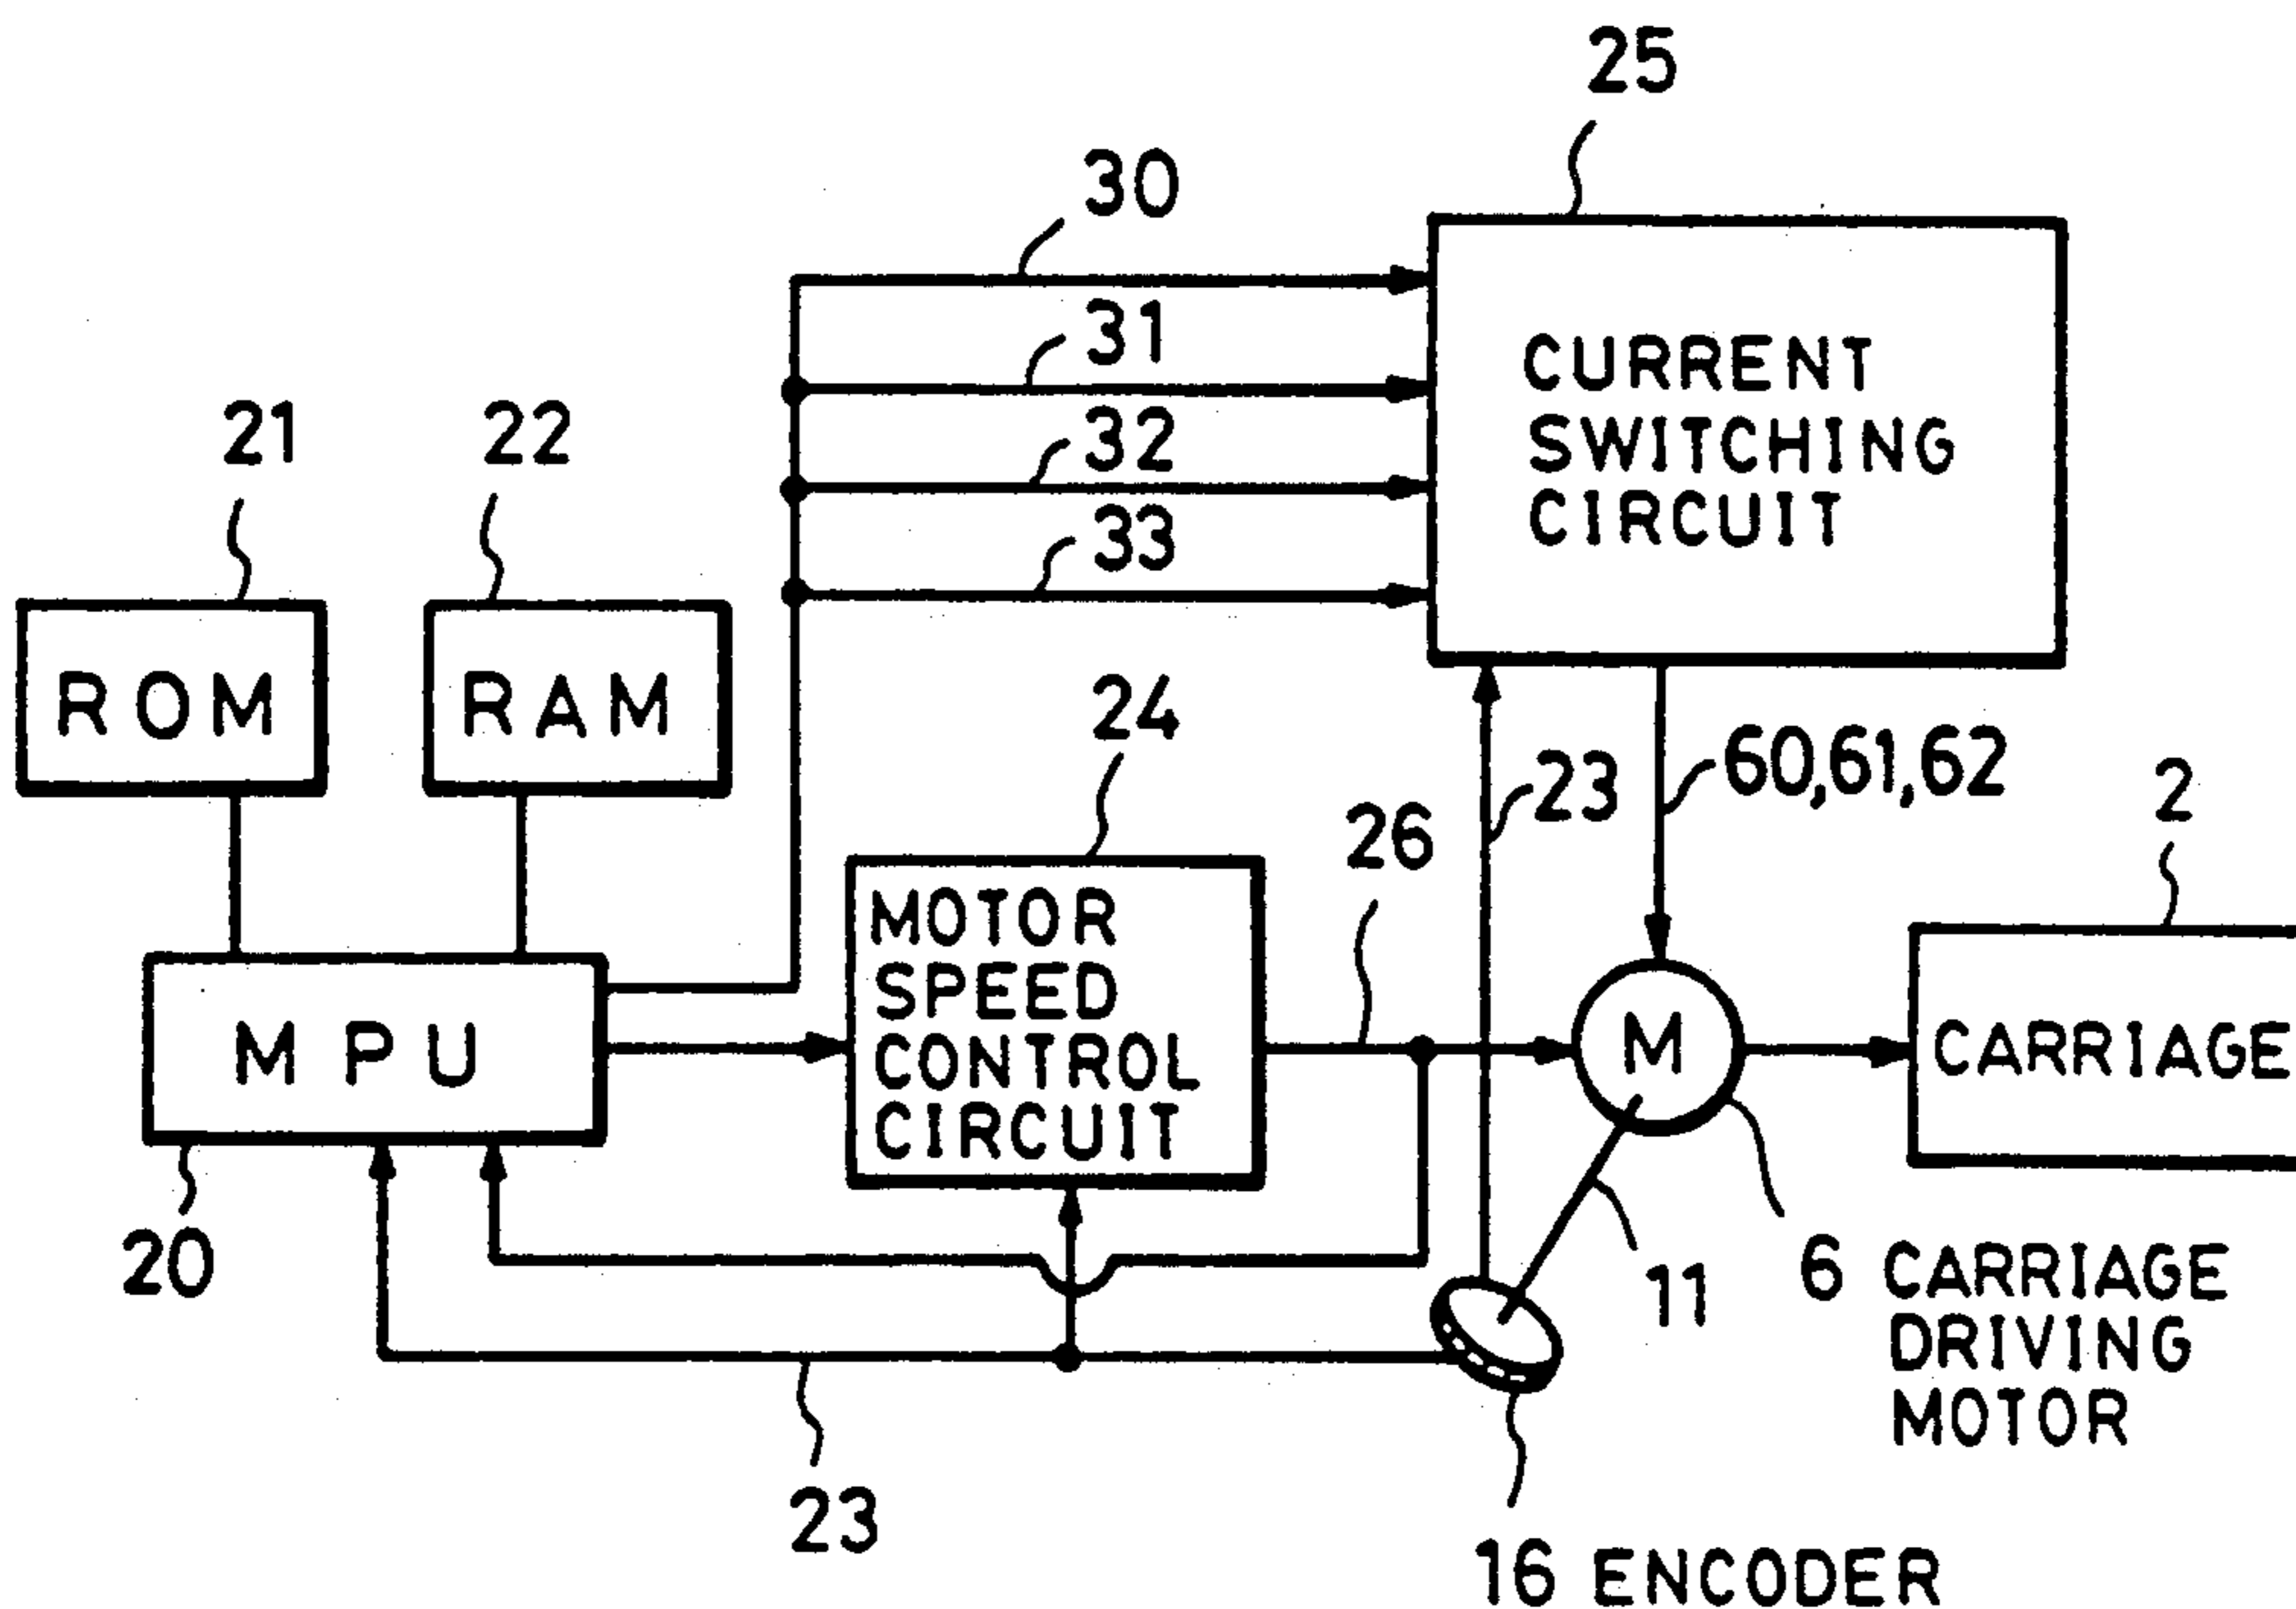 25
30
31
CURRENT
SWITCHING
CIRCUIT
32
33
21
22
ROM
RAM
24
23
60,61,62
26
2
MOTOR
SPEED
CONTROL
CIRCUIT
MPU
M
CARRIAGE
20
11
6 CARRIAGE
DRIVING
MOTOR
23
16 ENCODER